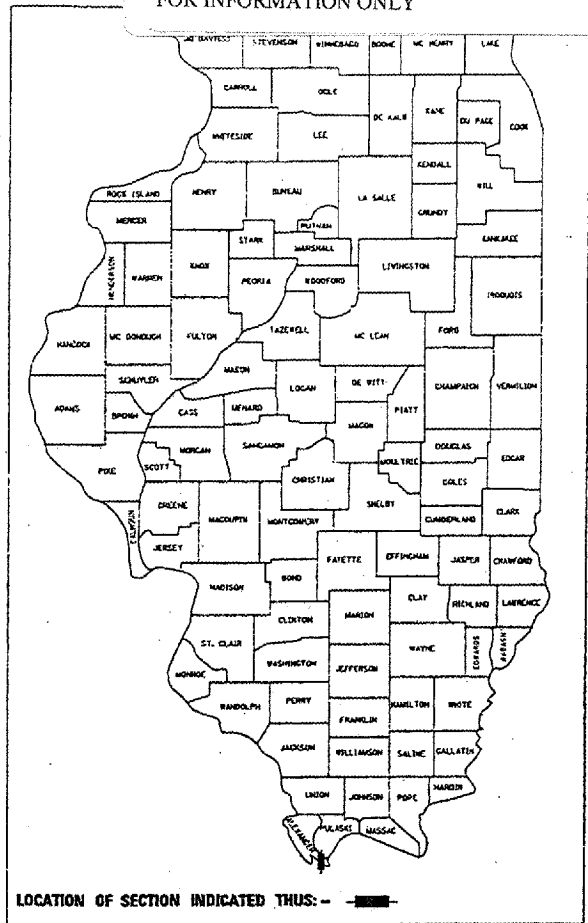 FOR INFORMATION ONLY
JO DAVIESS STEVENSON WINNEBAGO BOONE MC HENRY LAKE
CARROLL OGLE DE KALB KANE DU PAGE COOK
WHITESIDE LEE
KENDALL
ROCK ISLAND HENRY BUREAU LA SALLE WILL
MERCER PUTNAM GRUNDY
STARK MARSHALL KANKAKEE
HENDERSON WARREN KNOX PEORIA WOODFORD LIVINGSTON
IROQUOIS
HANCOCK MC DONOUGH FULTON TAZEWELL MC LEAN FORD
MASON
SCHUYLER LOGAN DE WITT CHAMPAIGN VERMILION
ADAMS BROWN CASS MENARD PIATT
MACON
PIKE SCOTT MORGAN SANGAMON MOULTRIE DOUGLAS EDGAR
CHRISTIAN COLES
CALHOUN GREENE MACOUPIN MONTGOMERY SHELBY
CUMBERLAND CLARK
JERSEY
FAYETTE EFFINGHAM JASPER CRAWFORD
MADISON BOND
CLAY RICHLAND LAWRENCE
CLINTON MARION
ST. CLAIR WAYNE EDWARDS WABASH
WASHINGTON JEFFERSON
MONROE
RANDOLPH PERRY HAMILTON WHITE
FRANKLIN
JACKSON WILLIAMSON SALINE GALLATIN
UNION JOHNSON POPE HARDIN
ALEXANDER PULASKI MASSAC
LOCATION OF SECTION INDICATED THUS: -